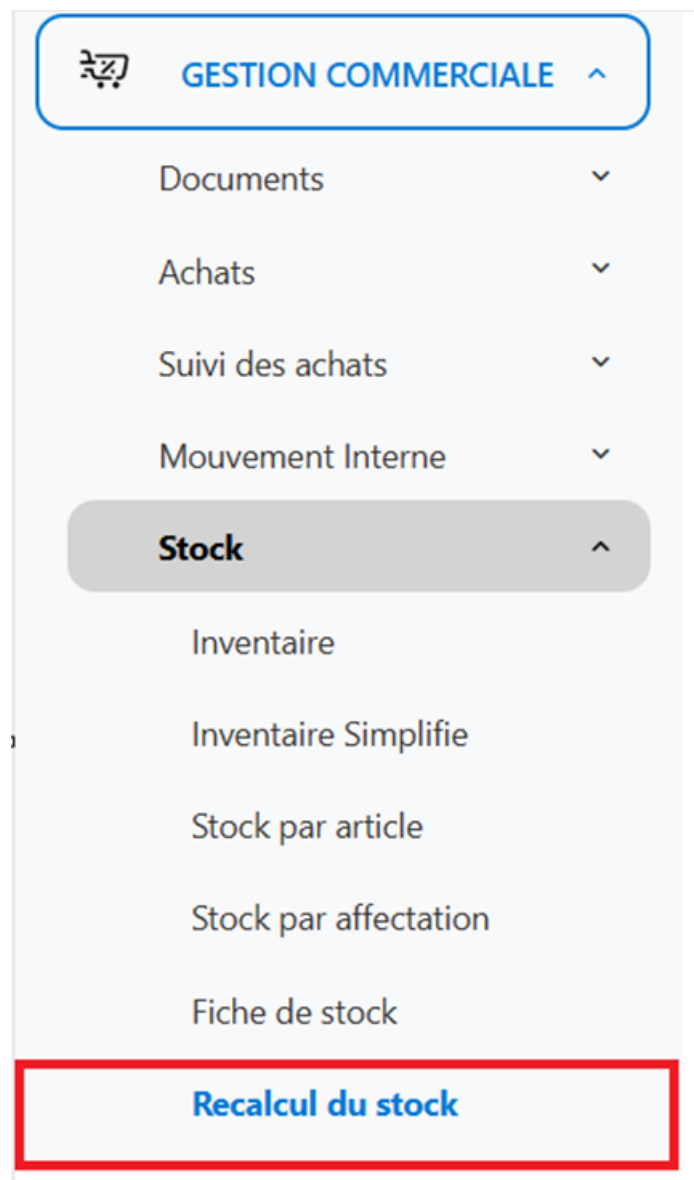 GESTION COMMERCIALE
Documents
Achats
Suivi des achats
Mouvement Interne
Stock
Inventaire
Inventaire Simplifie
Stock par article
Stock par affectation
Fiche de stock
Recalcul du stock